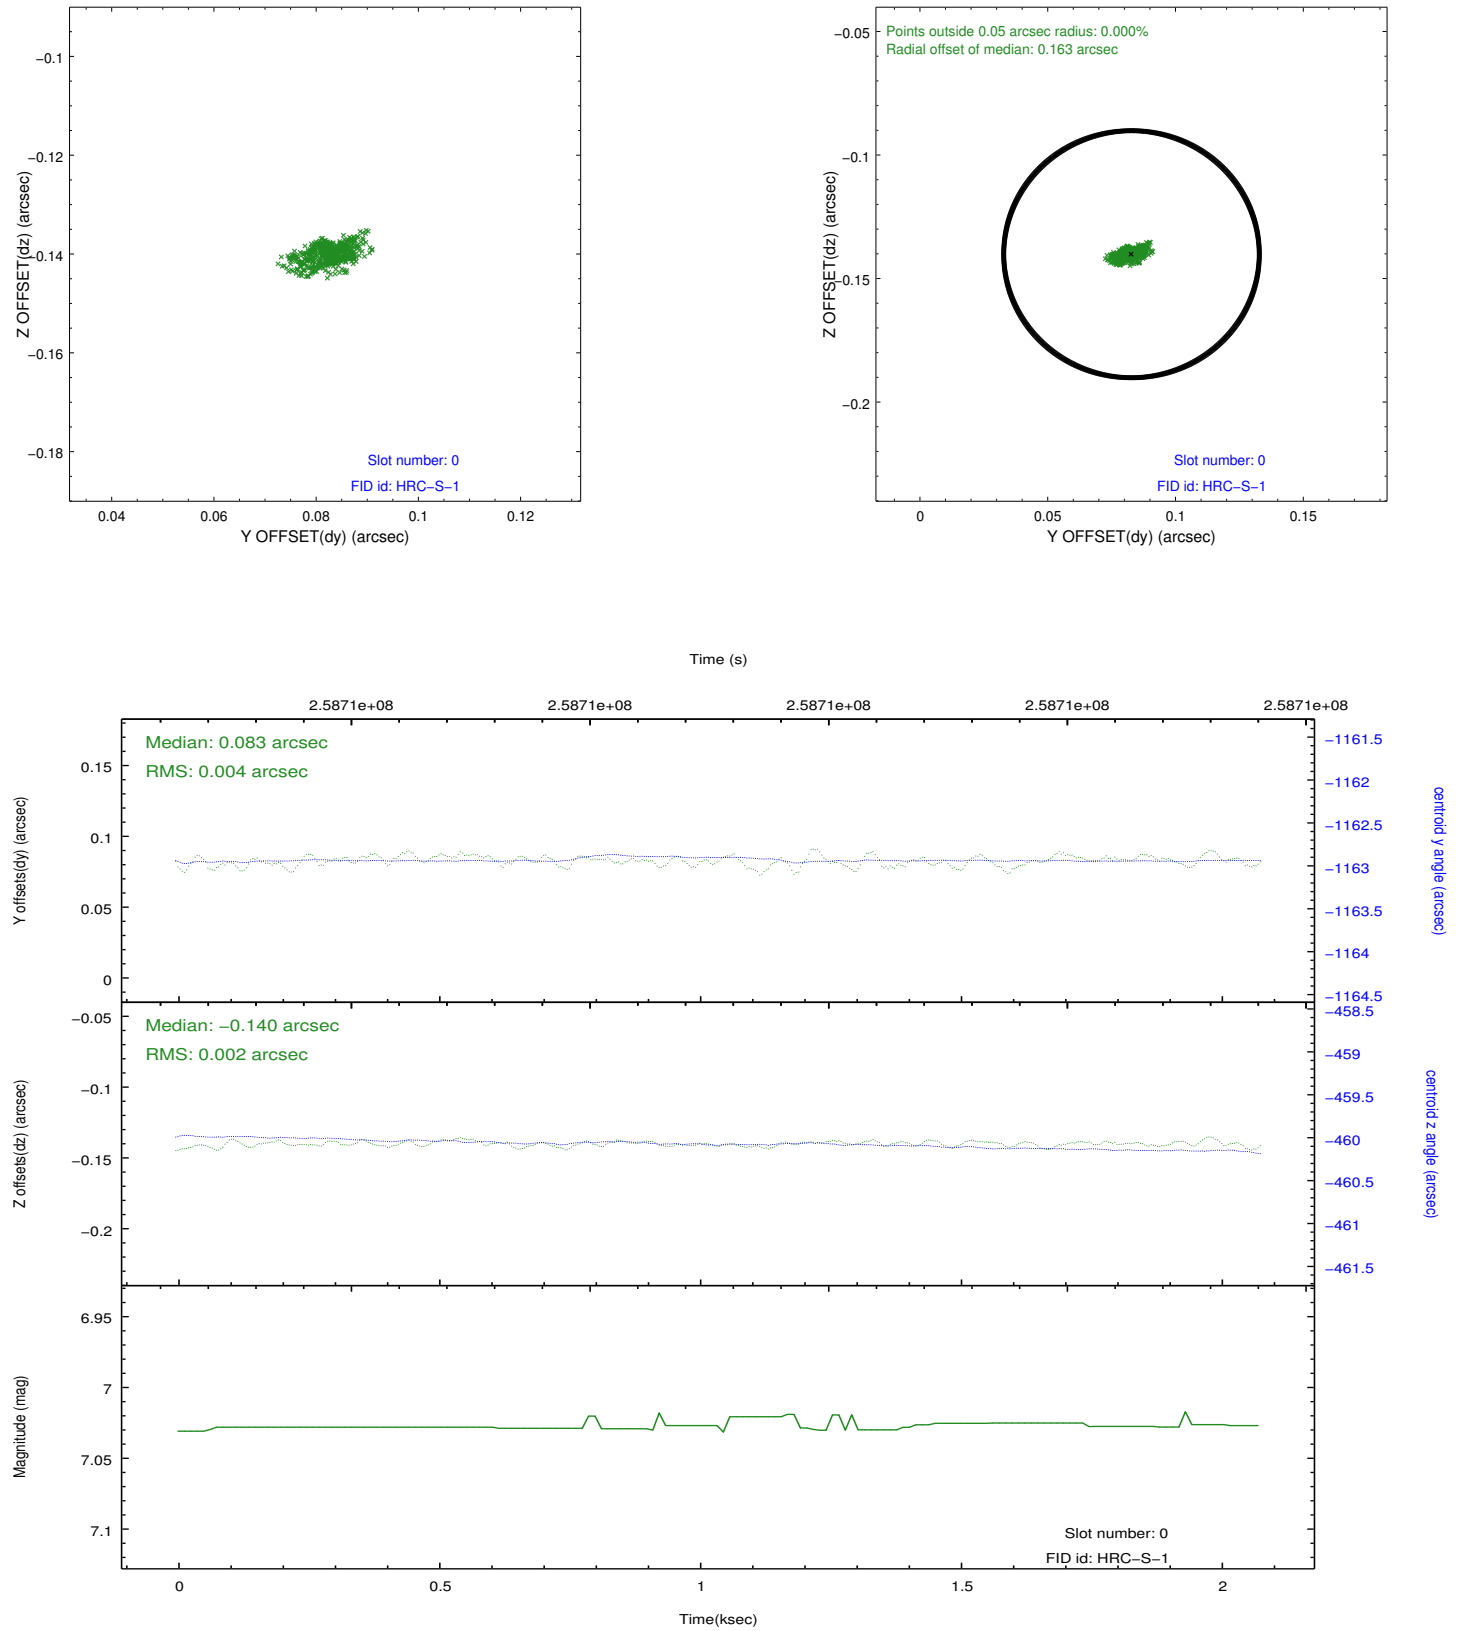 −0.1
−0.12
−0.14
−0.16
−0.18
Z OFFSET(dz) (arcsec)
Slot number: 0
FID id: HRC−S−1
0.04
0.06
0.08
0.1
0.12
Y OFFSET(dy) (arcsec)
Points outside 0.05 arcsec radius: 0.000%
Radial offset of median: 0.163 arcsec
−0.05
−0.1
−0.15
−0.2
Z OFFSET(dz) (arcsec)
Slot number: 0
FID id: HRC−S−1
0
0.05
0.1
0.15
Y OFFSET(dy) (arcsec)
Time (s)
2.5871e+08
2.5871e+08
2.5871e+08
2.5871e+08
2.5871e+08
Median: 0.083 arcsec
RMS: 0.004 arcsec
0.15
0.1
0.05
0
Y offsets(dy) (arcsec)
−1161.5
−1162
−1162.5
−1163
−1163.5
−1164
−1164.5
centroid y angle (arcsec)
Median: −0.140 arcsec
RMS: 0.002 arcsec
−0.05
−0.1
−0.15
−0.2
Z offsets(dz) (arcsec)
−458.5
−459
−459.5
−460
−460.5
−461
−461.5
centroid z angle (arcsec)
6.95
7
7.05
7.1
Magnitude (mag)
Slot number: 0
FID id: HRC−S−1
0
0.5
1
1.5
2
Time(ksec)